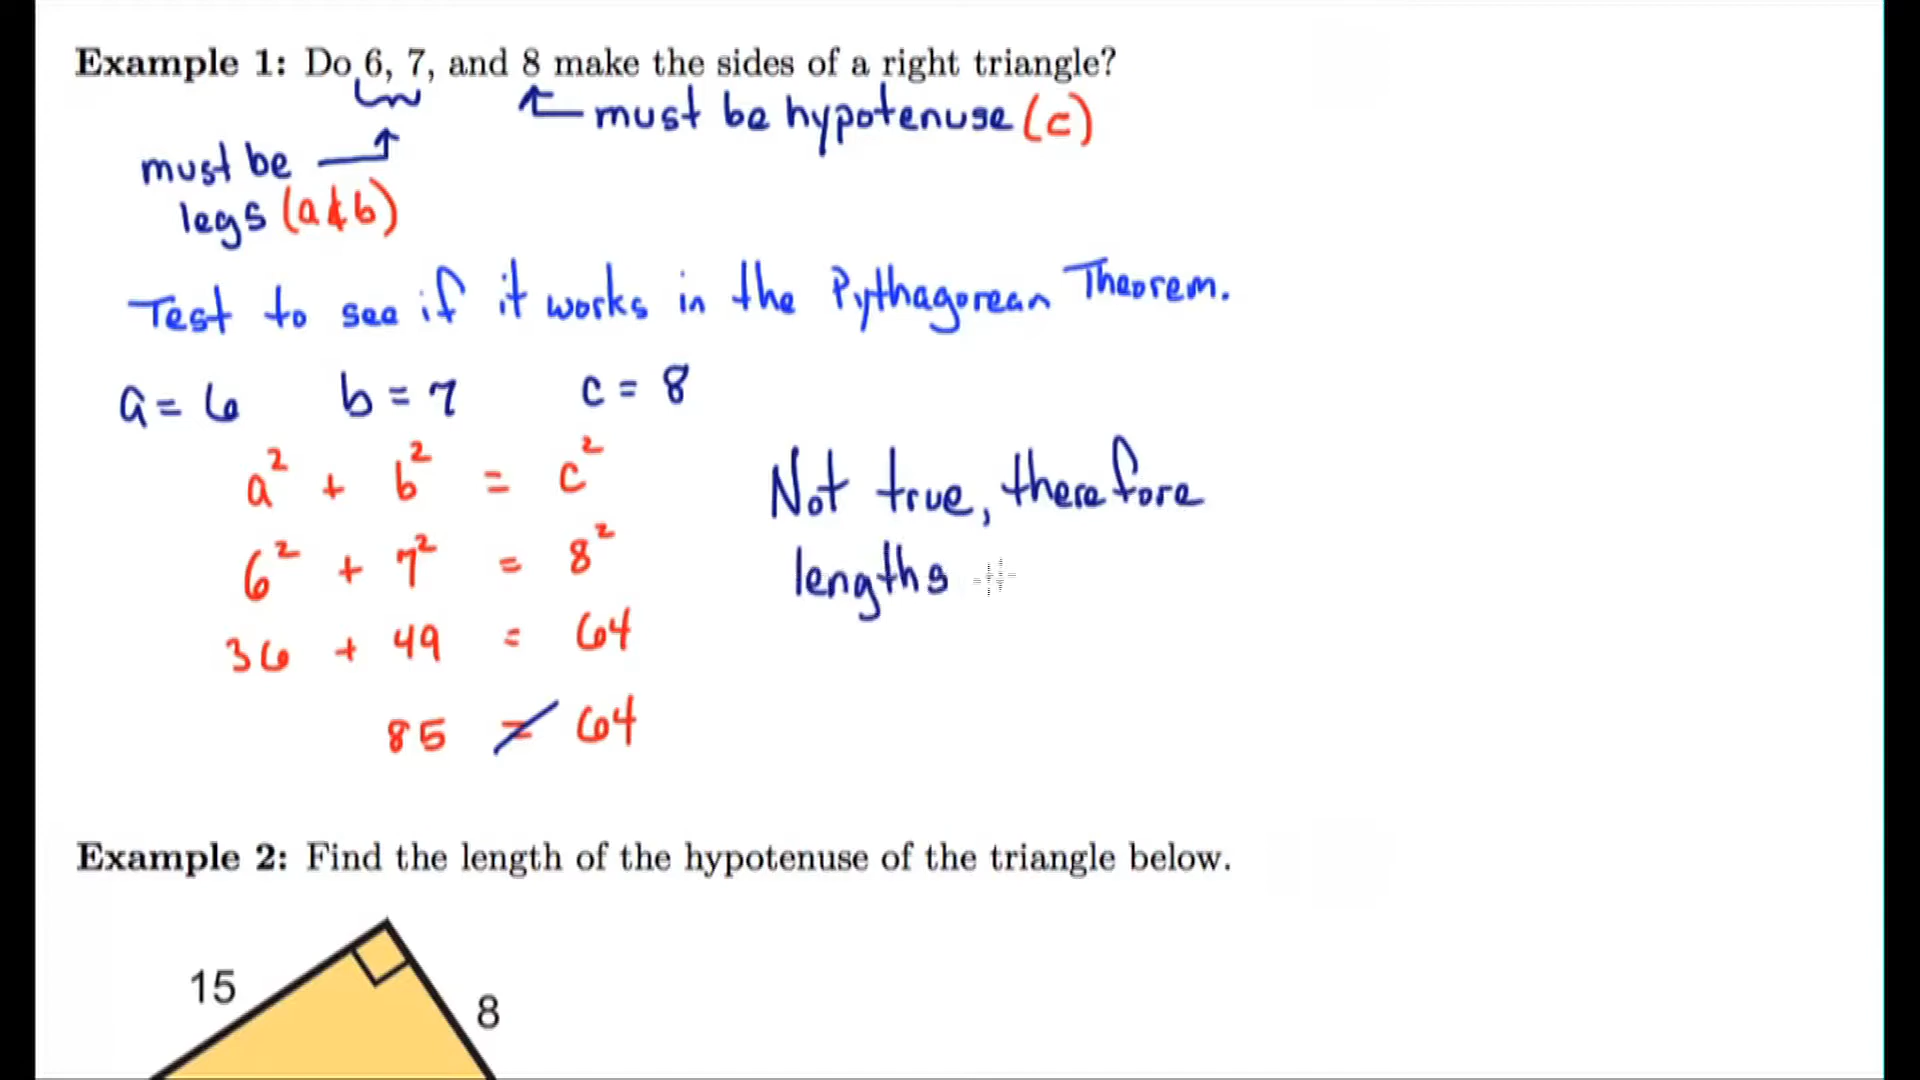 Example 1: Do 6, 7, and 8 make the sides of a right triangle?
must be hypotenuse (c)
must be
legs (a & b)
Test to see if it works in the Pythagorean Theorem.
a = 6 b = 7 c = 8
a² + b² = c²
6² + 7² = 8²
36 + 49 = 64
85 ≠ 64
Not true, therefore
lengths
Example 2: Find the length of the hypotenuse of the triangle below.
15
8